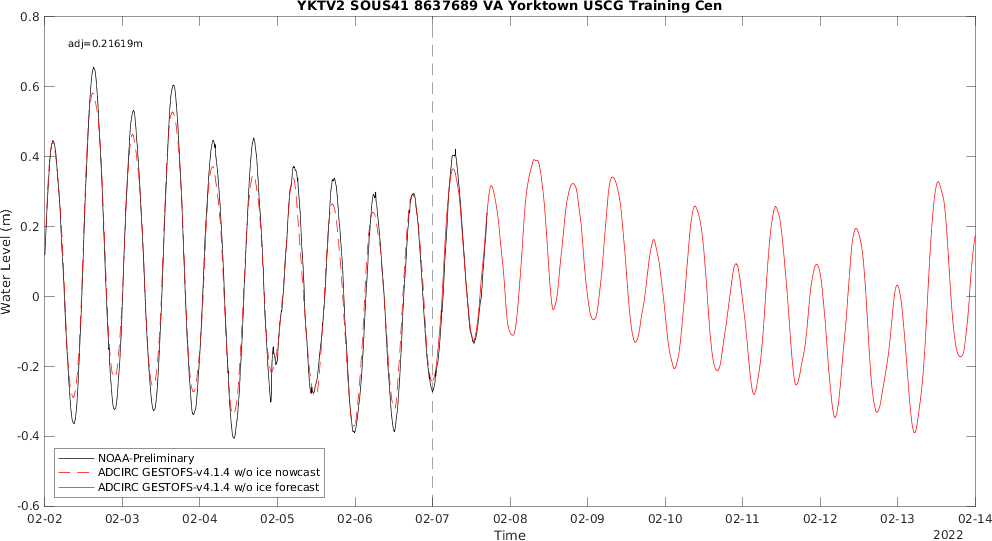 YKTV2 SOUS41 8637689 VA Yorktown USCG Training Cen
adj=0.21619m
0.8
0.6
0.4
0.2
0
-0.2
-0.4
-0.6
Water Level (m)
NOAA-Preliminary
ADCIRC GESTOFS-v4.1.4 w/o ice nowcast
ADCIRC GESTOFS-v4.1.4 w/o ice forecast
02-02 02-03 02-04 02-05 02-06 02-07 02-08 02-09 02-10 02-11 02-12 02-13 02-14
Time
2022